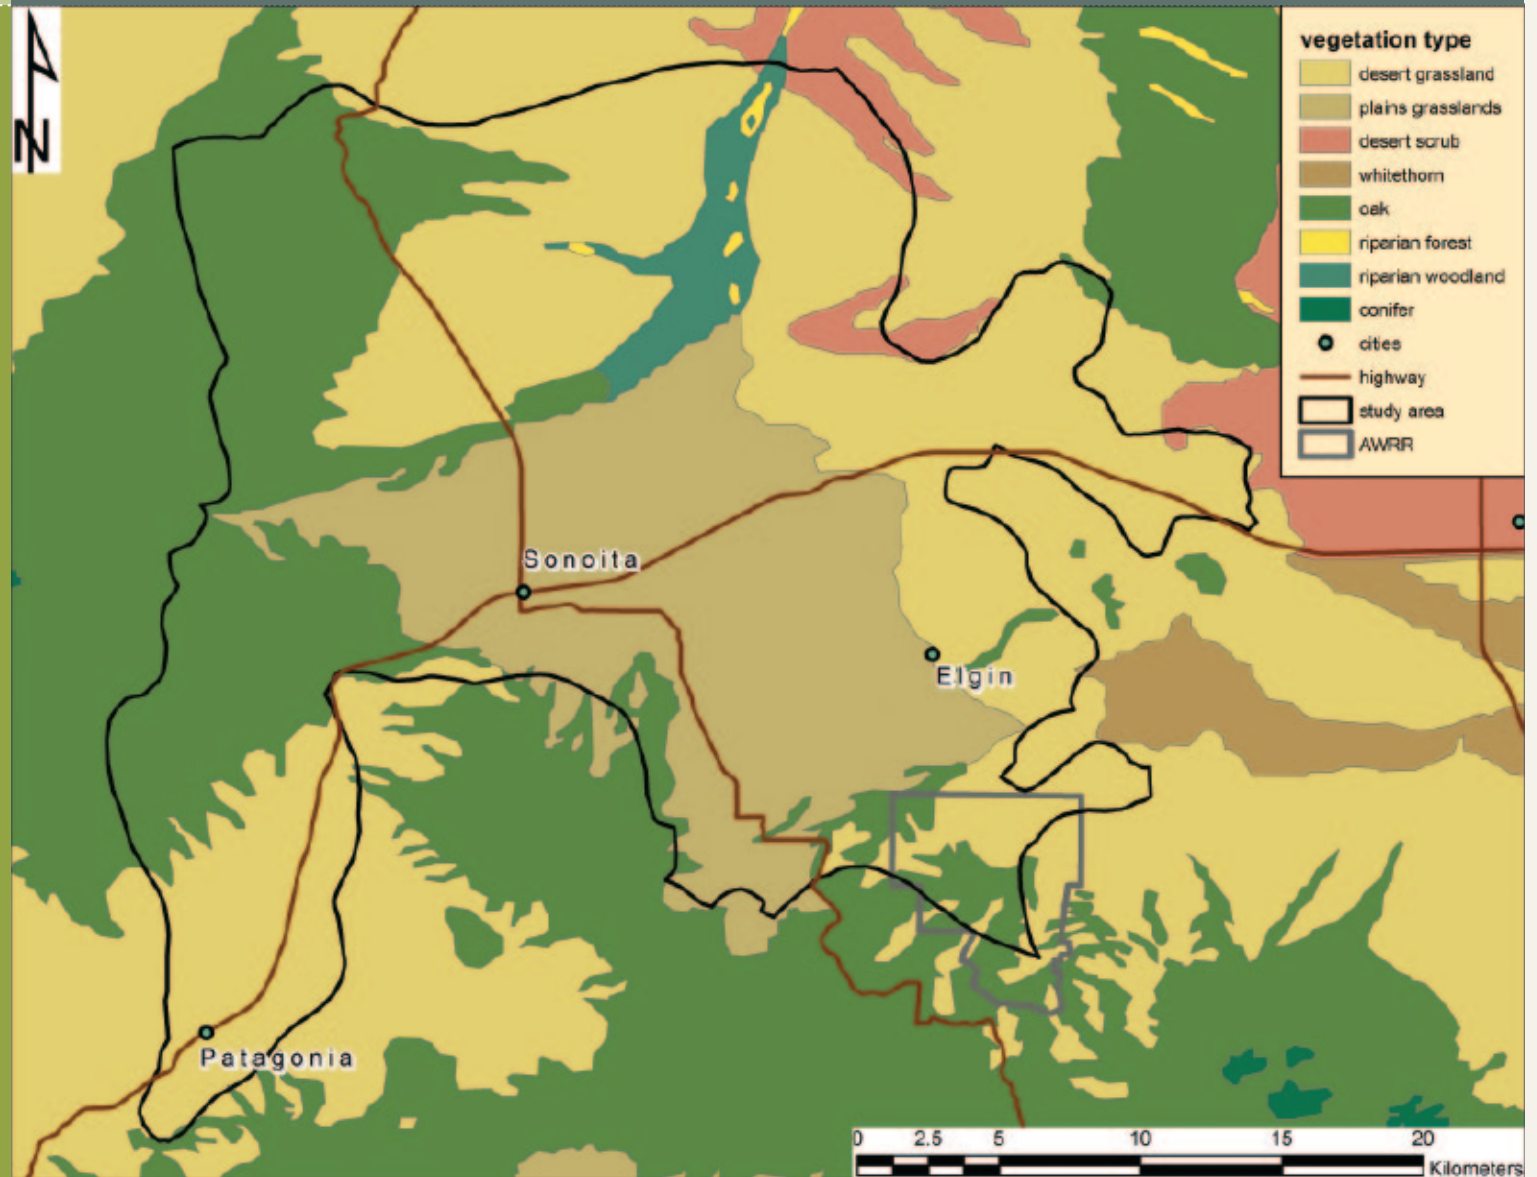 N
vegetation type
desert grassland
plains grasslands
desert scrub
whitethorn
oak
riparian forest
riparian woodland
conifer
cities
highway
study area
AWRR
Sonoita
Elgin
Patagonia
0 2.5 5 10 15 20
Kilometers